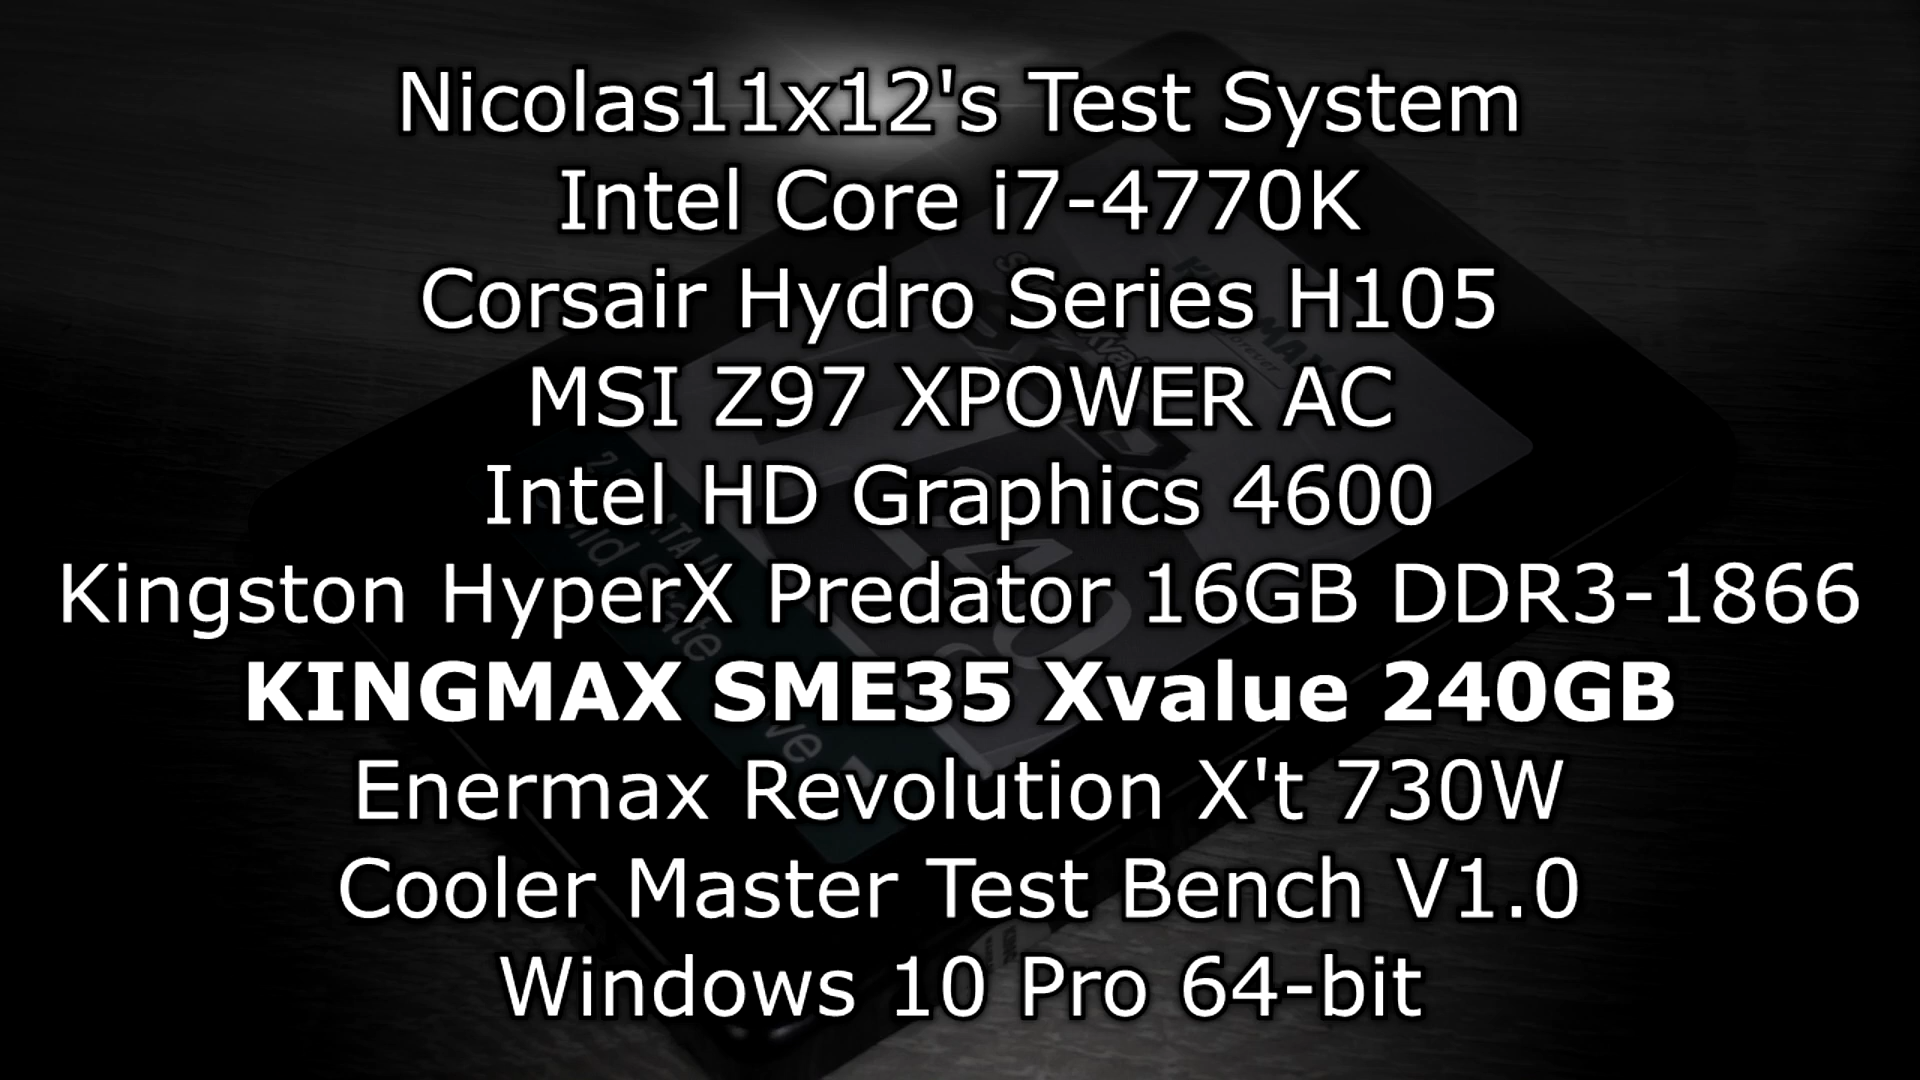 Nicolas11x12's Test System
Intel Core i7-4770K
Corsair Hydro Series H105
MSI Z97 XPOWER AC
Intel HD Graphics 4600
Kingston HyperX Predator 16GB DDR3-1866
KINGMAX SME35 Xvalue 240GB
Enermax Revolution X't 730W
Cooler Master Test Bench V1.0
Windows 10 Pro 64-bit